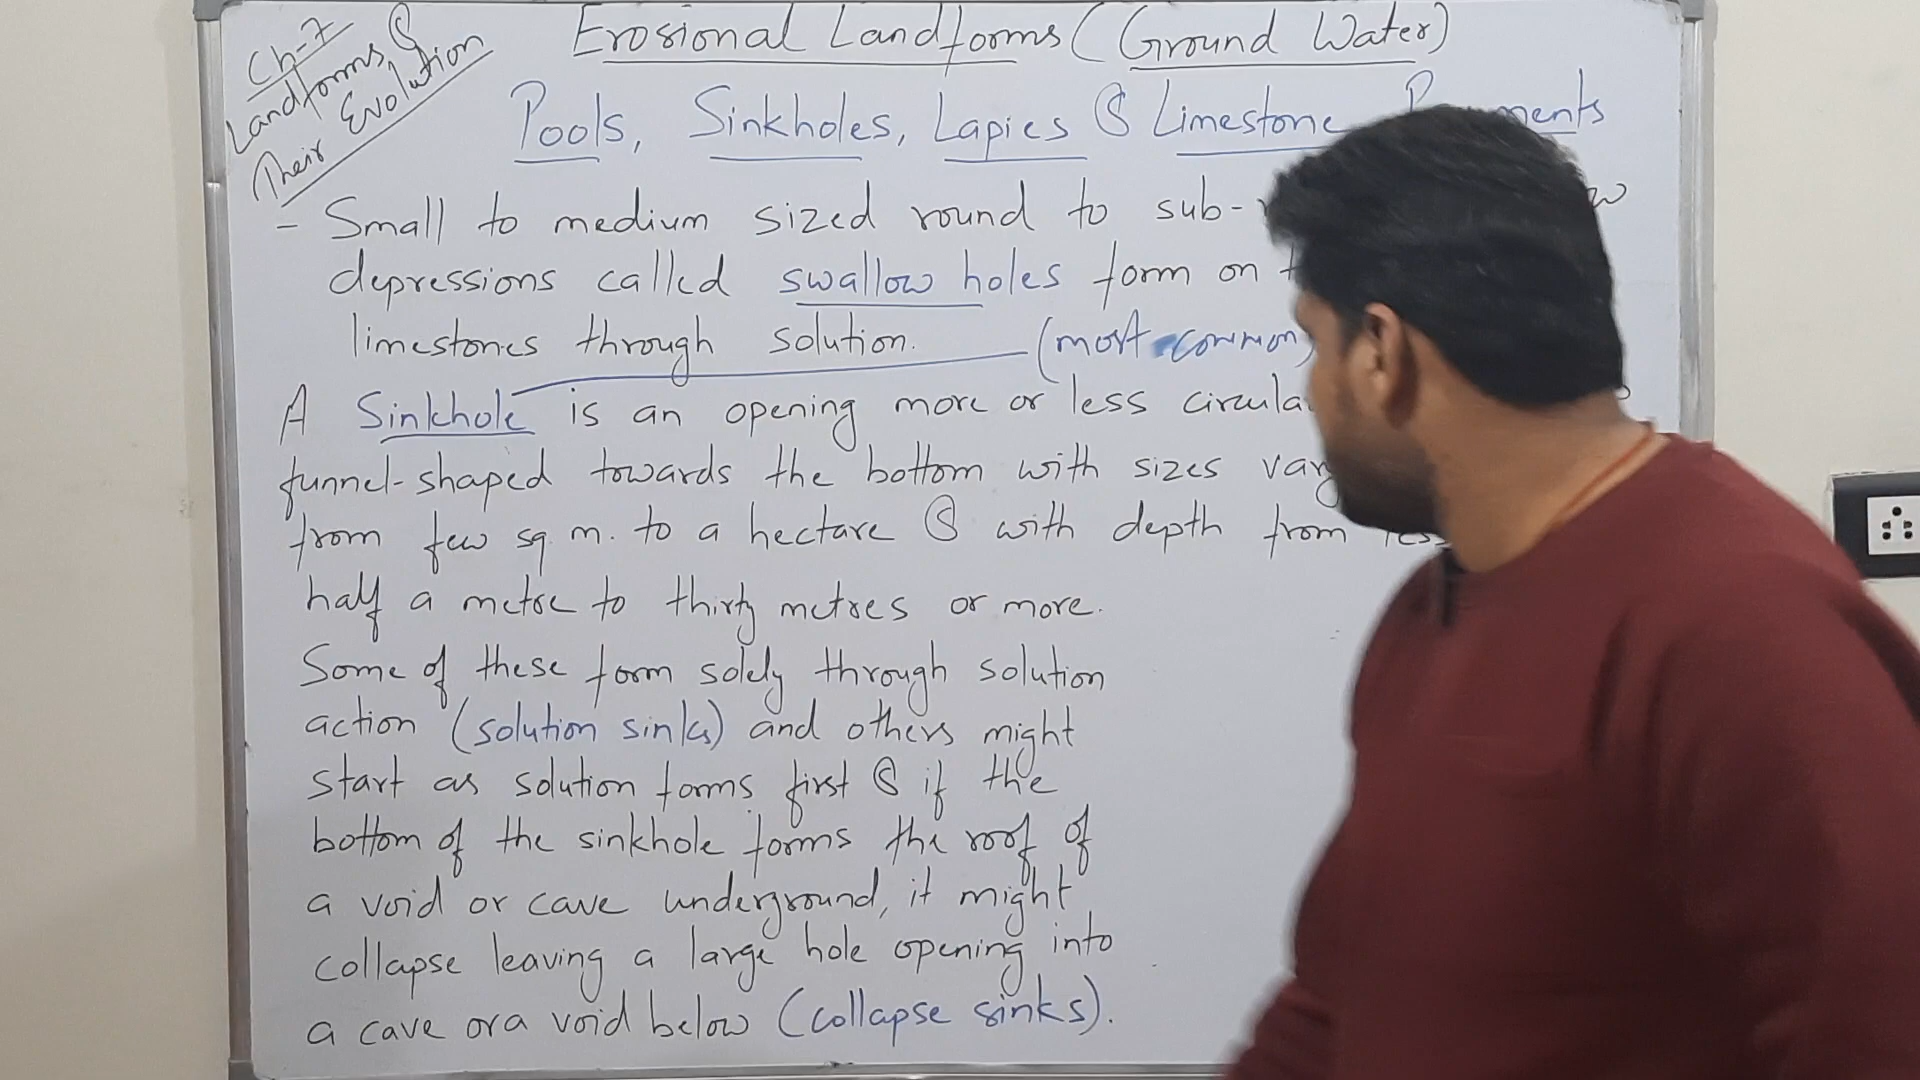 Ch-7
Landforms &
Their Evolution
Erosional Landforms (Ground Water)
Pools, Sinkholes, Lapies & Limestone
- Small to medium sized round to sub-
depressions called swallow holes form on
limestones through solution. (most common)
A Sinkhole is an opening more or less
funnel-shaped towards the bottom with sizes
from few sq. m. to a hectare & with depth from
half a metre to thirty metres or more.
Some of these form solely through solution
action (solution sinks) and others might
start as solution forms first & if the
bottom of the sinkhole forms the roof of
a void or cave underground, it might
collapse leaving a large hole opening into
a cave or a void below (collapse sinks).